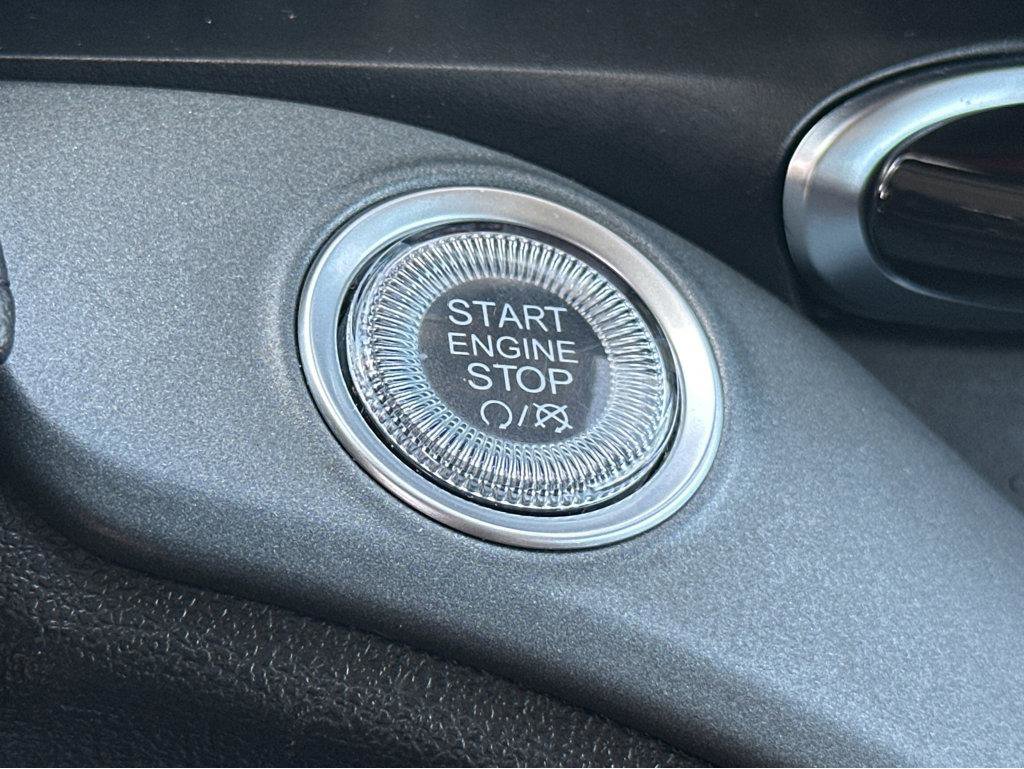 START
ENGINE
STOP
/